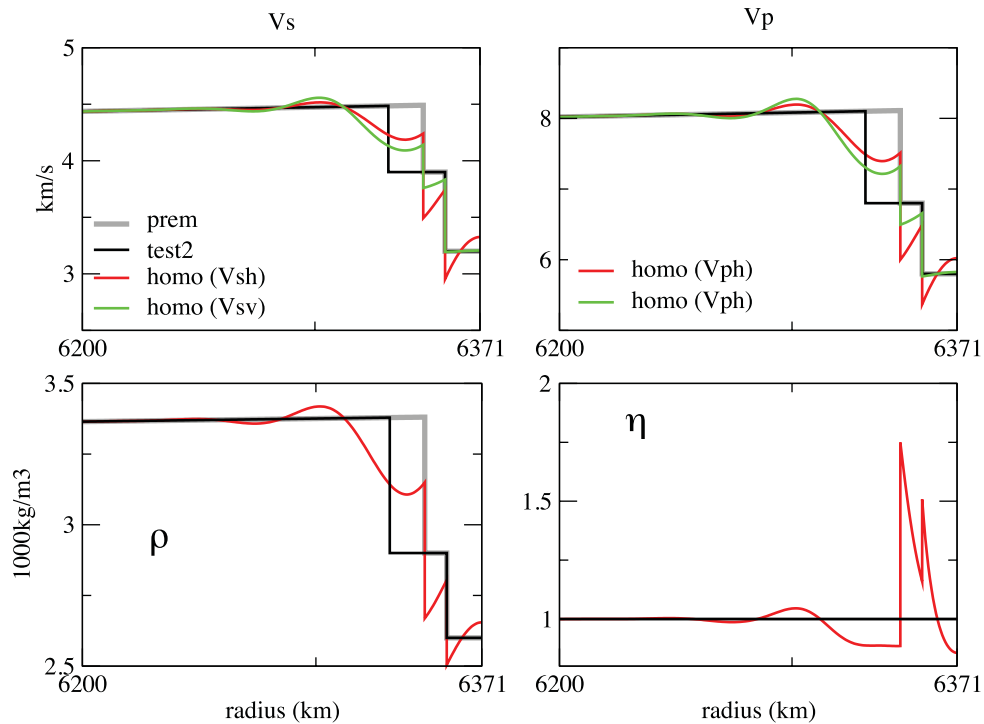 Vs
Vp
5
4
3
km/s
prem
test2
homo (Vsh)
homo (Vsv)
6200
6371
8
6
homo (Vph)
homo (Vph)
6200
6371
3.5
3
2.5
1000kg/m3
ρ
6200
6371
radius (km)
2
1.5
1
η
6200
6371
radius (km)